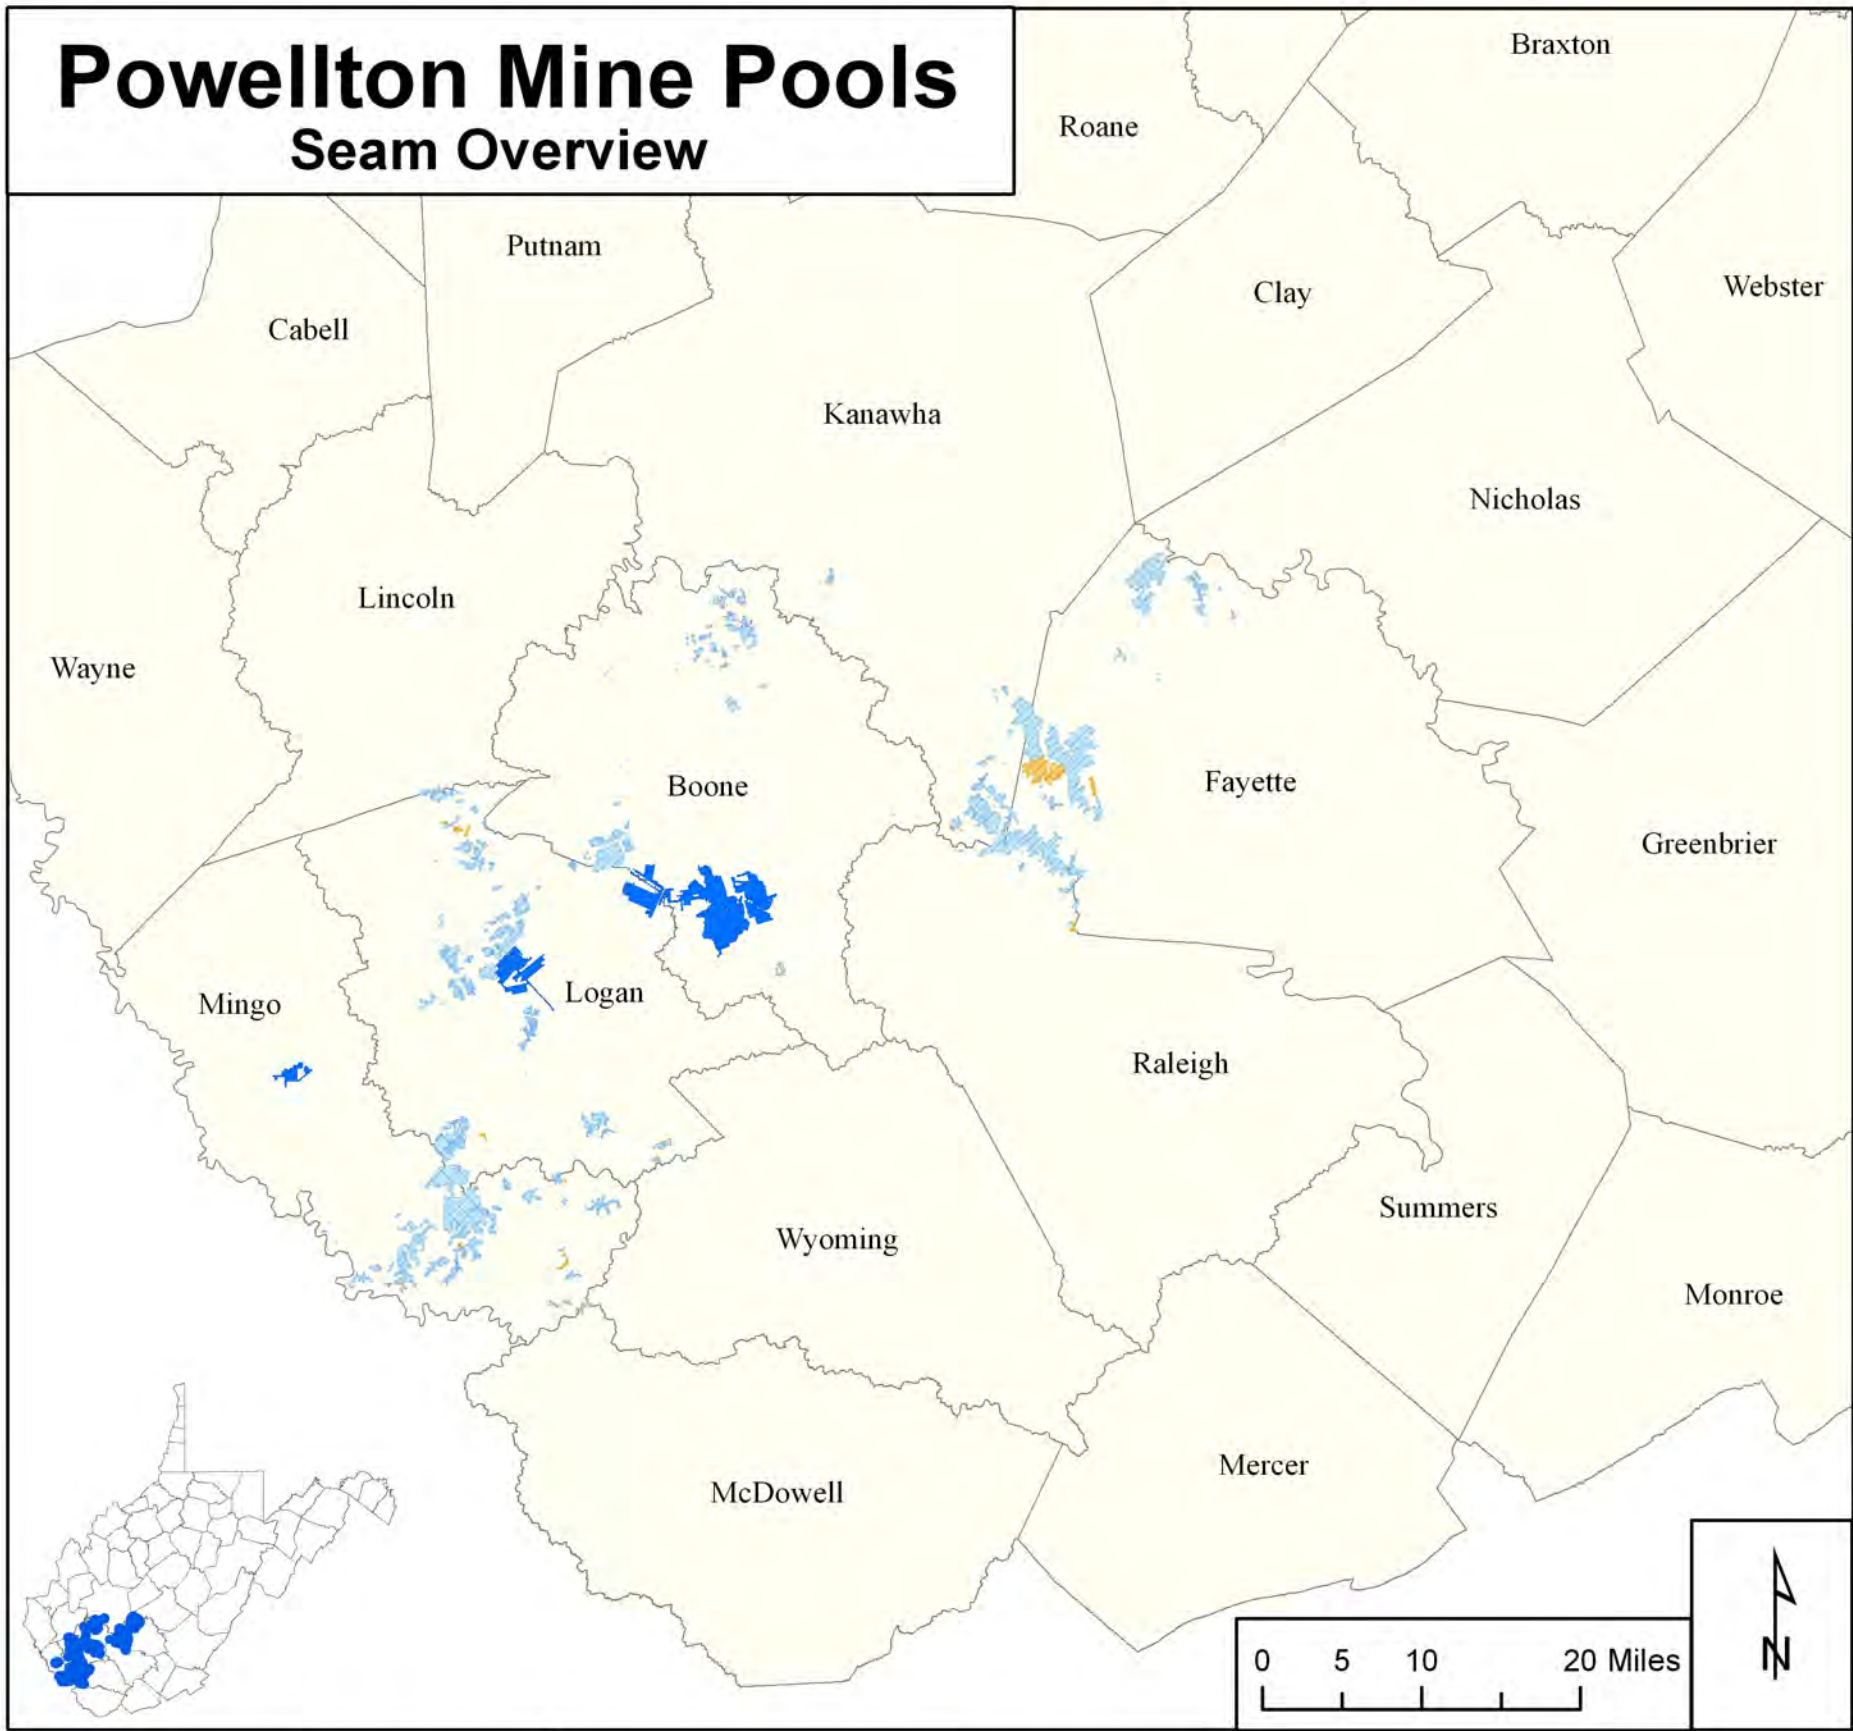 Powellton Mine Pools
Seam Overview
Braxton
Roane
Putnam
Clay
Webster
Cabell
Kanawha
Nicholas
Lincoln
Wayne
Boone
Fayette
Greenbrier
Logan
Mingo
Raleigh
Summers
Wyoming
Monroe
Mercer
McDowell
0 5 10 20 Miles
N